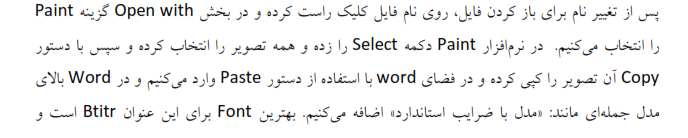 پس از تغییر نام برای باز کردن فایل، روی نام فایل کلیک راست کرده و در بخش Open with گزینه Paint
را انتخاب می‌کنیم. در نرم‌افزار Paint دکمه Select را زده و همه تصویر را انتخاب کرده و سپس با دستور
Copy آن تصویر را کپی کرده و در فضای word با استفاده از دستور Paste وارد می‌کنیم و در Word بالای
مدل جمله‌ای مانند: «مدل با ضرایب استاندارد» اضافه می‌کنیم. بهترین Font برای این عنوان Btitr است و